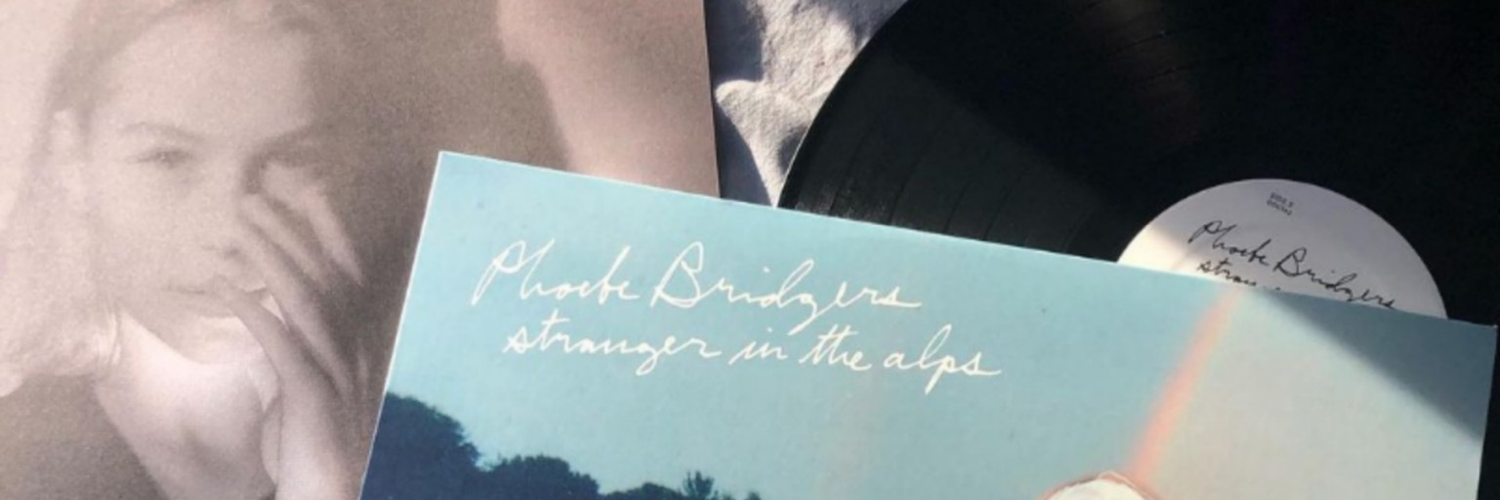 Phoebe Bridgers
stranger in the alps
Phoebe Bridgers